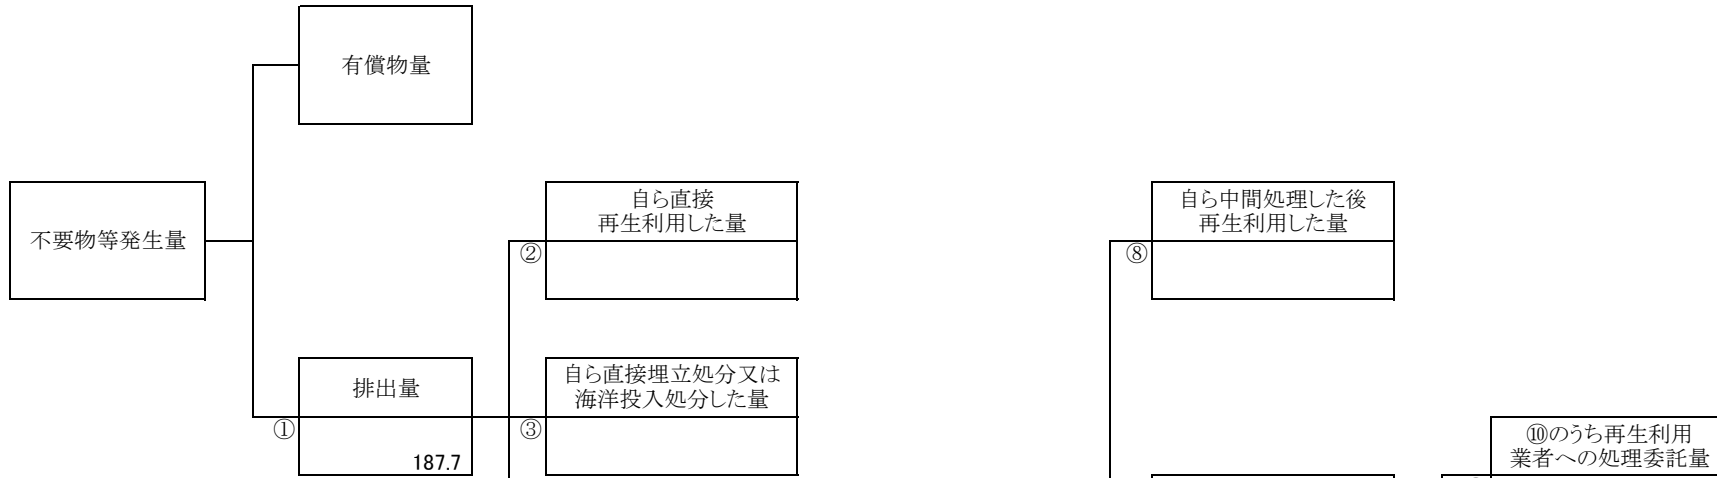 有償物量
不要物等発生量
自ら直接
再生利用した量
②
自ら中間処理した後
再生利用した量
⑧
排出量
①
187.7
自ら直接埋立処分又は
海洋投入処分した量
③
⑩のうち再生利用
業者への処理委託量